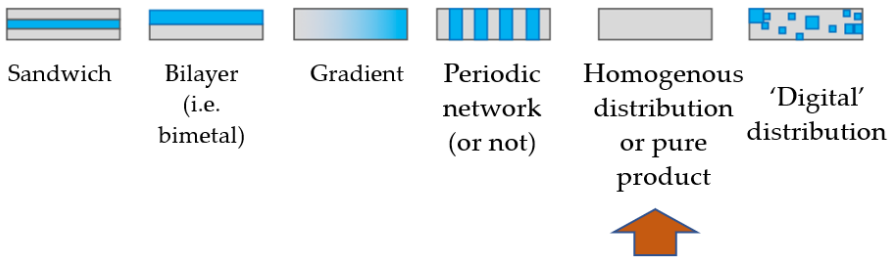 Sandwich
Bilayer
(i.e.
bimetal)
Gradient
Periodic
network
(or not)
Homogenous
distribution
or pure
product
‘Digital’
distribution